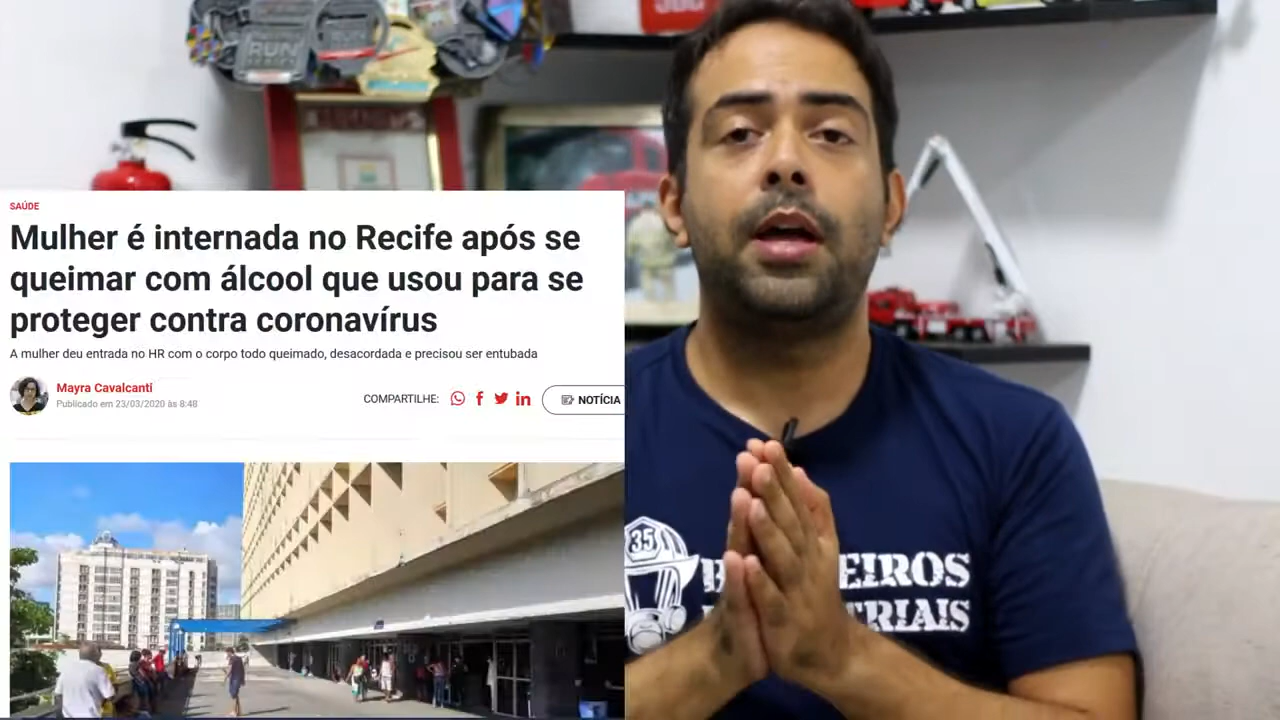 RUN
SERIES
SAÚDE
Mulher é internada no Recife após se
queimar com álcool que usou para se
proteger contra coronavírus
A mulher deu entrada no HR com o corpo todo queimado, desacordada e precisou ser entubada
Mayra Cavalcanti
Publicado em 23/03/2020 às 8:48
COMPARTILHE:
NOTÍCIA
35
B EIROS
TRIAIS